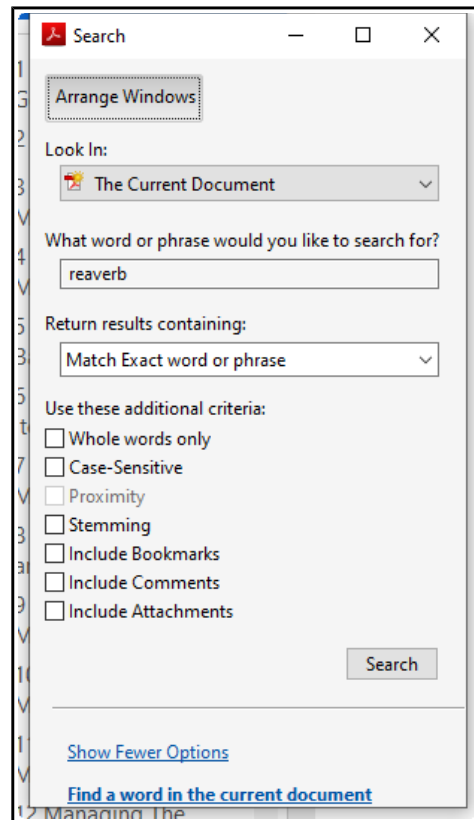 Search
Arrange Windows
Look In:
The Current Document
What word or phrase would you like to search for?
reaverb
Return results containing:
Match Exact word or phrase
Use these additional criteria:
Whole words only
Case-Sensitive
Proximity
Stemming
Include Bookmarks
Include Comments
Include Attachments
Search
Show Fewer Options
Find a word in the current document
12 Managing The